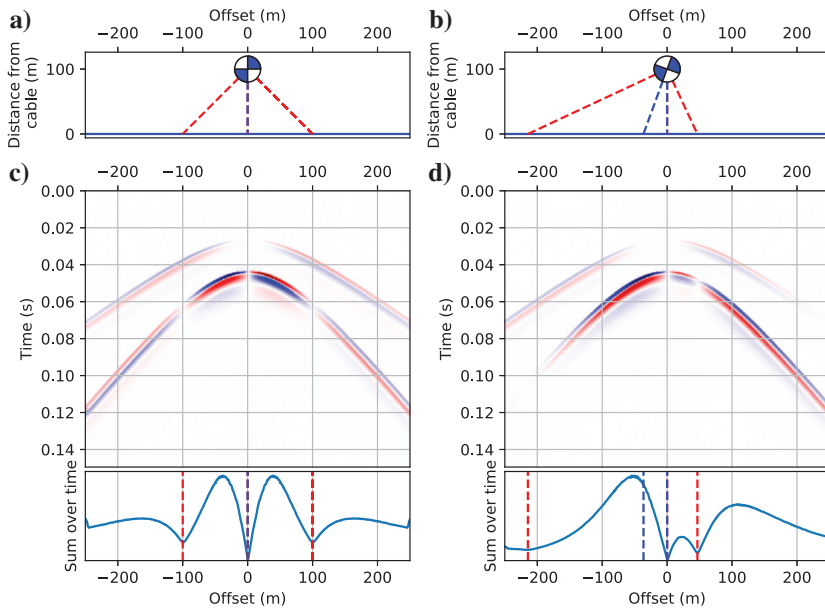 a)
Offset (m)
−200 −100 0 100 200
Distance from
cable (m)
100
0
b)
Offset (m)
−200 −100 0 100 200
Distance from
cable (m)
100
0
c)
−200 −100 0 100 200
Time (s)
0.00
0.02
0.04
0.06
0.08
0.10
0.12
0.14
d)
−200 −100 0 100 200
Time (s)
0.00
0.02
0.04
0.06
0.08
0.10
0.12
0.14
Sum over time
−200 −100 0 100 200
Offset (m)
Sum over time
−200 −100 0 100 200
Offset (m)